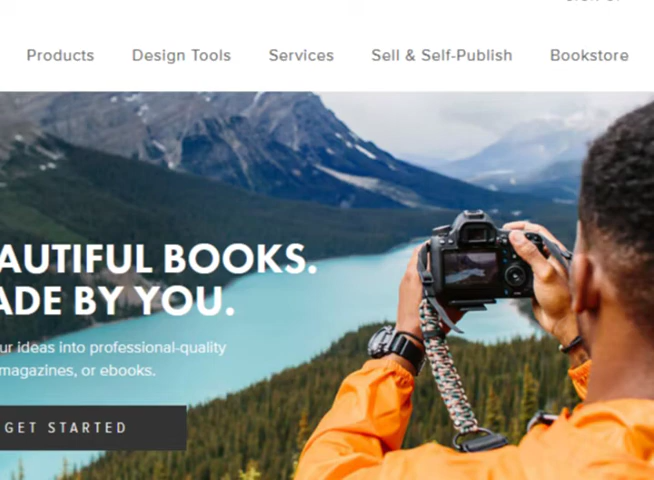 Products Design Tools Services Sell & Self-Publish Bookstore
AUTIFUL BOOKS.
ADE BY YOU.
ur ideas into professional-quality
magazines, or ebooks.
GET STARTED